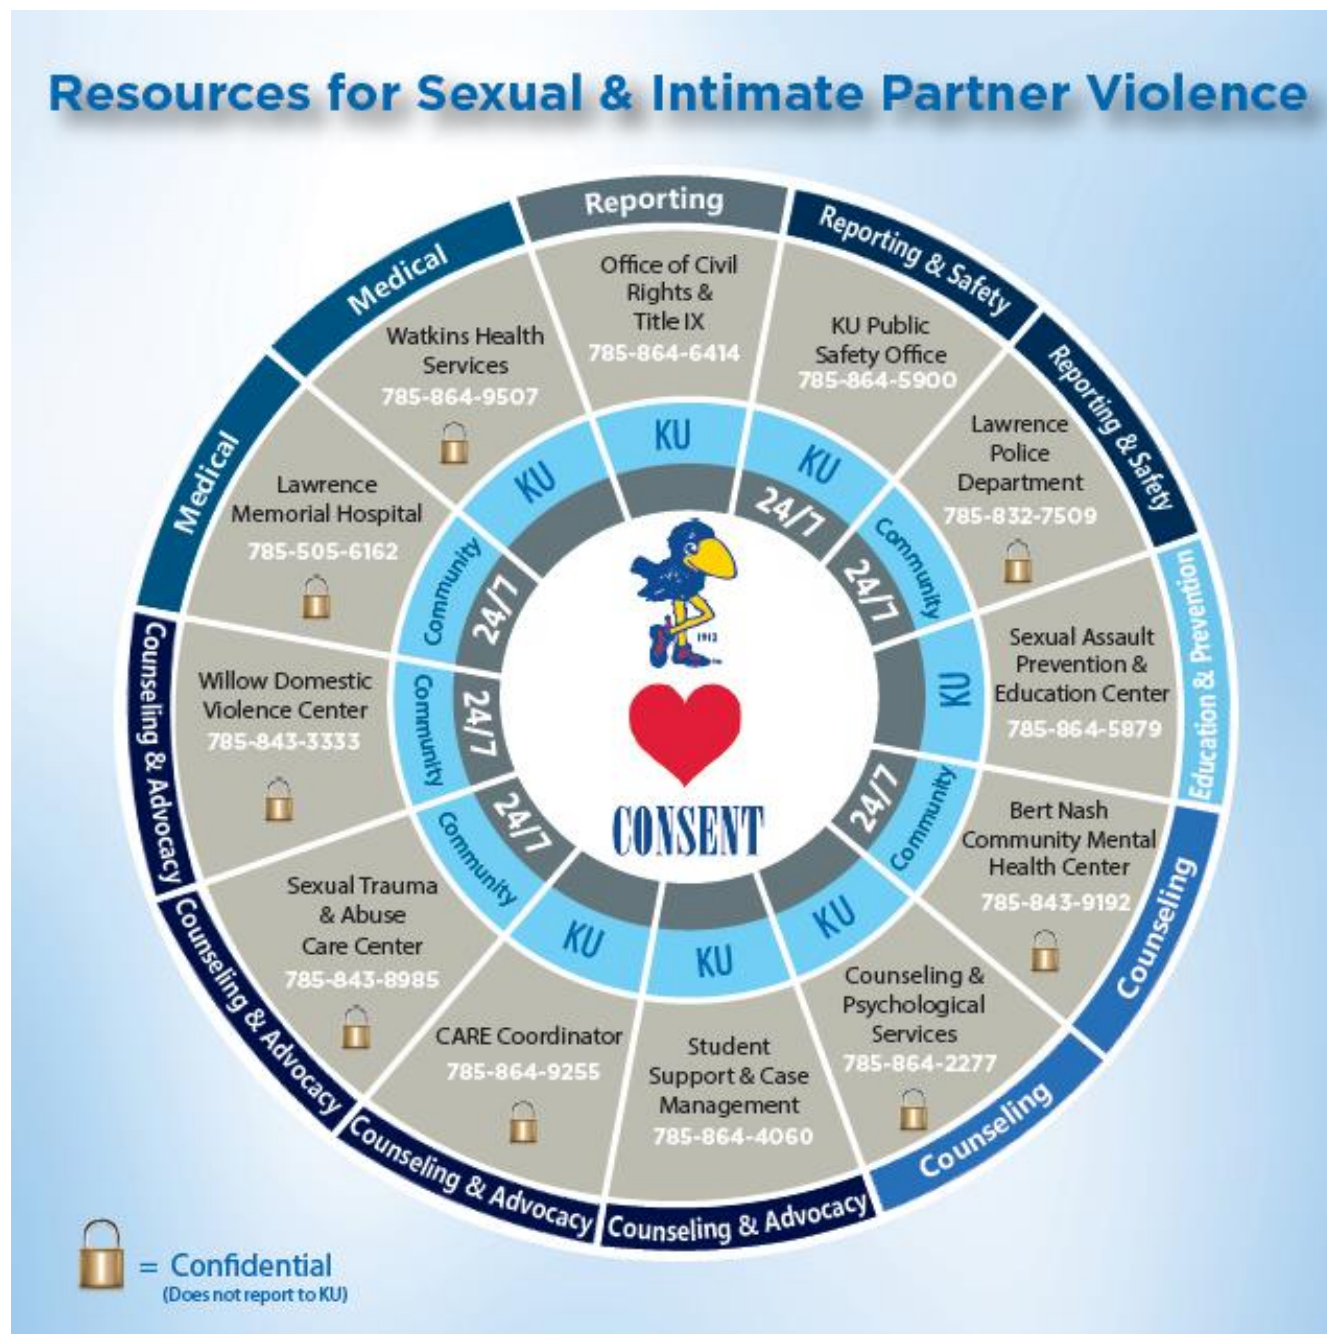 Resources for Sexual & Intimate Partner Violence
Reporting
Office of Civil
Rights &
Title IX
785-864-6414
KU
Reporting & Safety
KU Public
Safety Office
785-864-5900
KU
24/7
Reporting & Safety
Lawrence
Police
Department
785-832-7509
Community
24/7
Education & Prevention
Sexual Assault
Prevention &
Education Center
785-864-5879
KU
Counseling
Bert Nash
Community Mental
Health Center
785-843-9192
Community
24/7
Counseling
Counseling &
Psychological
Services
785-864-2277
KU
Counseling & Advocacy
Student
Support & Case
Management
785-864-4060
KU
Counseling & Advocacy
CARE Coordinator
785-864-9255
KU
Counseling & Advocacy
Sexual Trauma
& Abuse
Care Center
785-843-8985
Community
24/7
Counseling & Advocacy
Willow Domestic
Violence Center
785-843-3333
Community
24/7
Medical
Lawrence
Memorial Hospital
785-505-6162
Community
24/7
Medical
Watkins Health
Services
785-864-9507
KU
1912
CONSENT
= Confidential
(Does not report to KU)